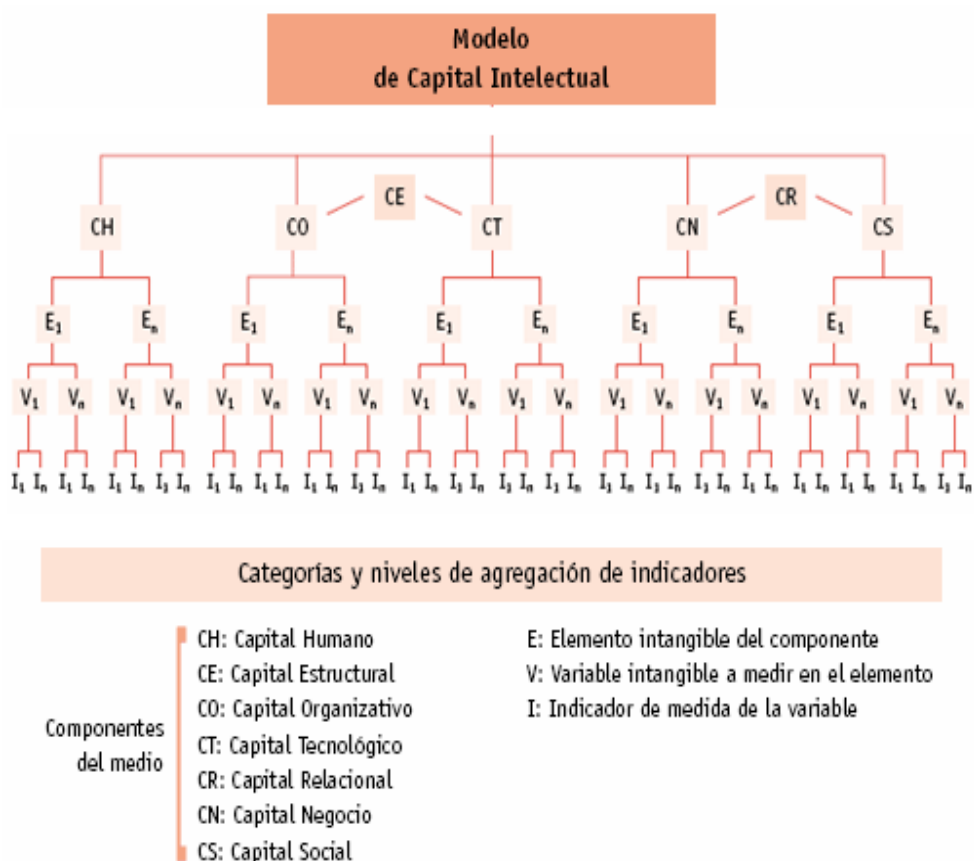 Modelo
de Capital Intelectual
CE CR
CH CO CT CN CS
E₁ Eₙ E₁ Eₙ E₁ Eₙ E₁ Eₙ E₁ Eₙ
V₁ Vₙ V₁ Vₙ V₁ Vₙ V₁ Vₙ V₁ Vₙ V₁ Vₙ V₁ Vₙ V₁ Vₙ V₁ Vₙ V₁ Vₙ
I₁ Iₙ I₁ Iₙ I₁ Iₙ I₁ Iₙ I₁ Iₙ I₁ Iₙ I₁ Iₙ I₁ Iₙ I₁ Iₙ I₁ Iₙ I₁ Iₙ I₁ Iₙ I₁ Iₙ I₁ Iₙ I₁ Iₙ I₁ Iₙ I₁ Iₙ I₁ Iₙ I₁ Iₙ I₁ Iₙ
Categorías y niveles de agregación de indicadores
Componentes
del medio
CH: Capital Humano
CE: Capital Estructural
CO: Capital Organizativo
CT: Capital Tecnológico
CR: Capital Relacional
CN: Capital Negocio
CS: Capital Social
E: Elemento intangible del componente
V: Variable intangible a medir en el elemento
I: Indicador de medida de la variable